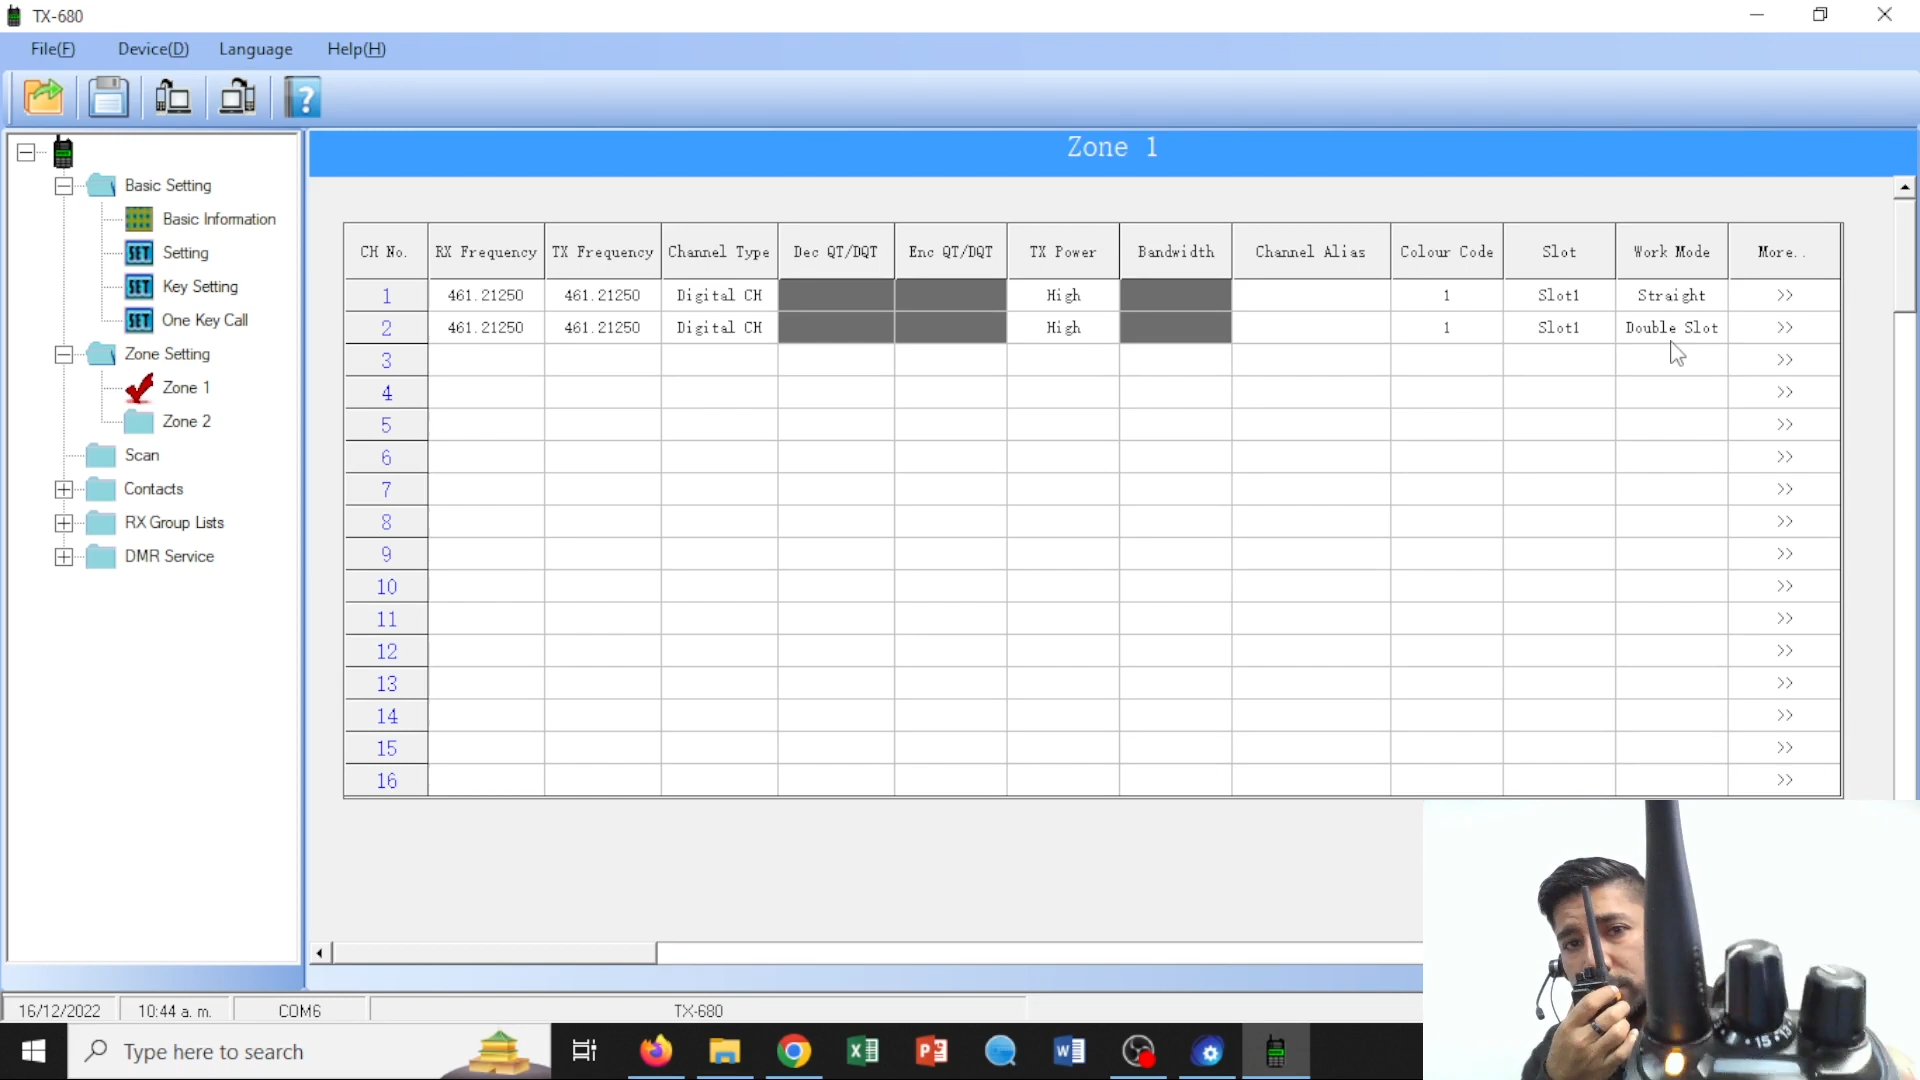 TX-680
File(F) Device(D) Language Help(H)
Basic Setting
Basic Information
SET Setting
SET Key Setting
SET One Key Call
Zone Setting
Zone 1
Zone 2
Scan
Contacts
RX Group Lists
DMR Service
Zone 1
CH No. RX Frequency TX Frequency Channel Type Dec QT/DQT Enc QT/DQT TX Power Bandwidth Channel Alias Colour Code Slot Work Mode More..
1 461.21250 461.21250 Digital CH High 1 Slot1 Straight >>
2 461.21250 461.21250 Digital CH High 1 Slot1 Double Slot >>
3 >>
4 >>
5 >>
6 >>
7 >>
8 >>
9 >>
10 >>
11 >>
12 >>
13 >>
14 >>
15 >>
16 >>
16/12/2022 10:44 a. m. COM6 TX-680
Type here to search
15